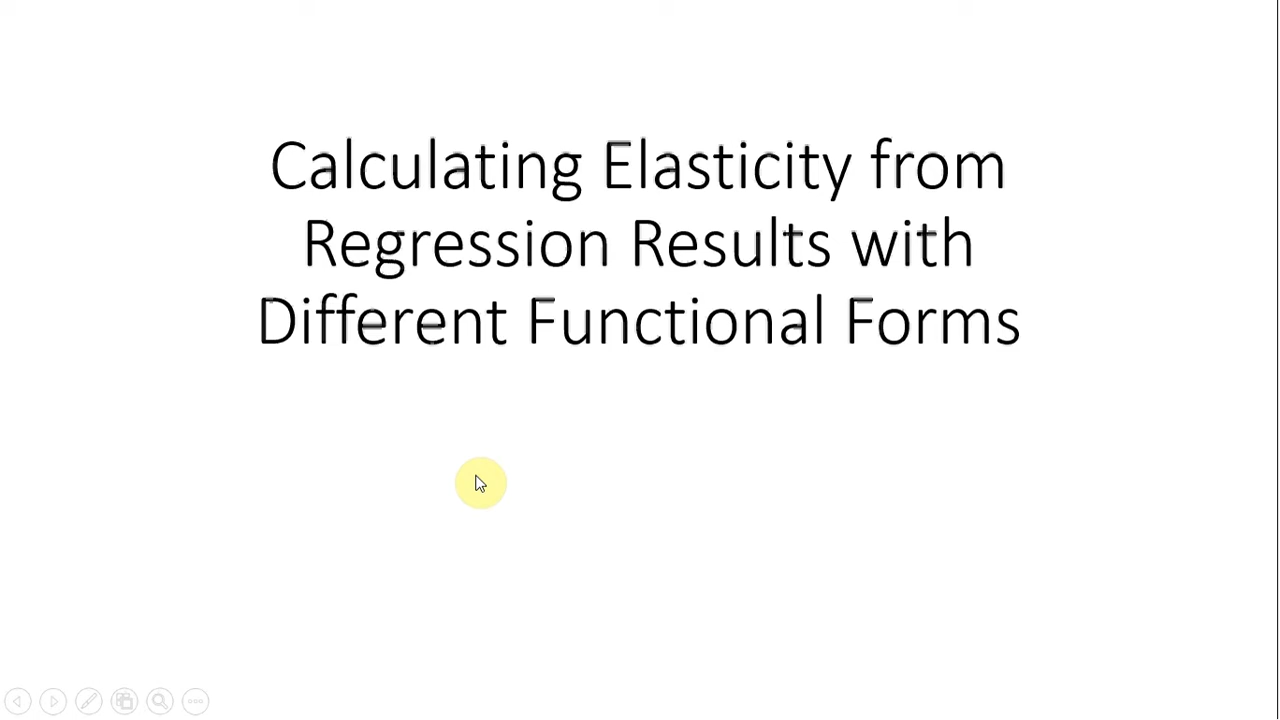 Calculating Elasticity from
Regression Results with
Different Functional Forms